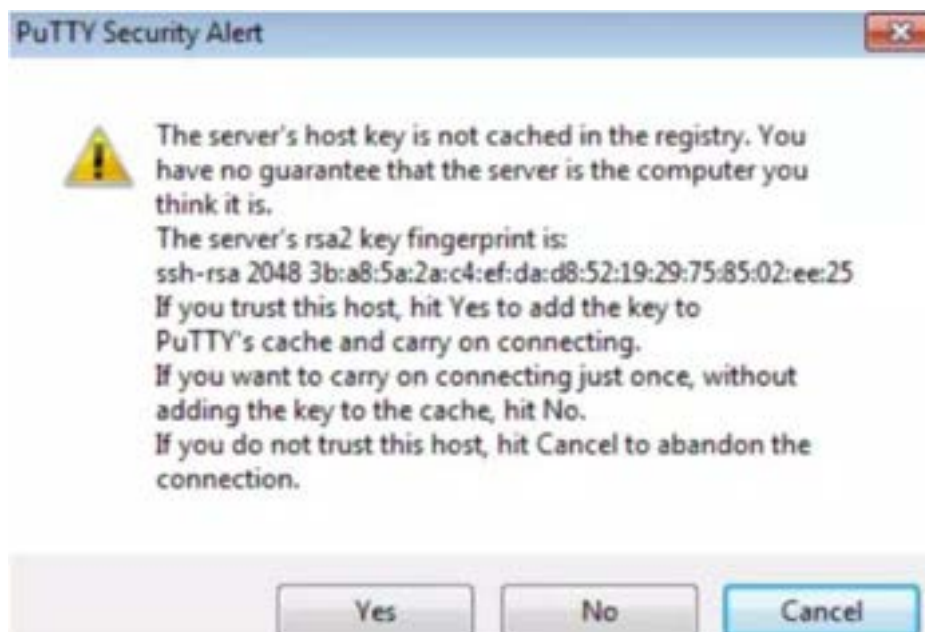 PuTTY Security Alert
The server's host key is not cached in the registry. You
have no guarantee that the server is the computer you
think it is.
The server's rsa2 key fingerprint is:
ssh-rsa 2048 3b:a8:5a:2a:c4:ef:da:d8:52:19:29:75:85:02:ee:25
If you trust this host, hit Yes to add the key to
PuTTY's cache and carry on connecting.
If you want to carry on connecting just once, without
adding the key to the cache, hit No.
If you do not trust this host, hit Cancel to abandon the
connection.
Yes No Cancel